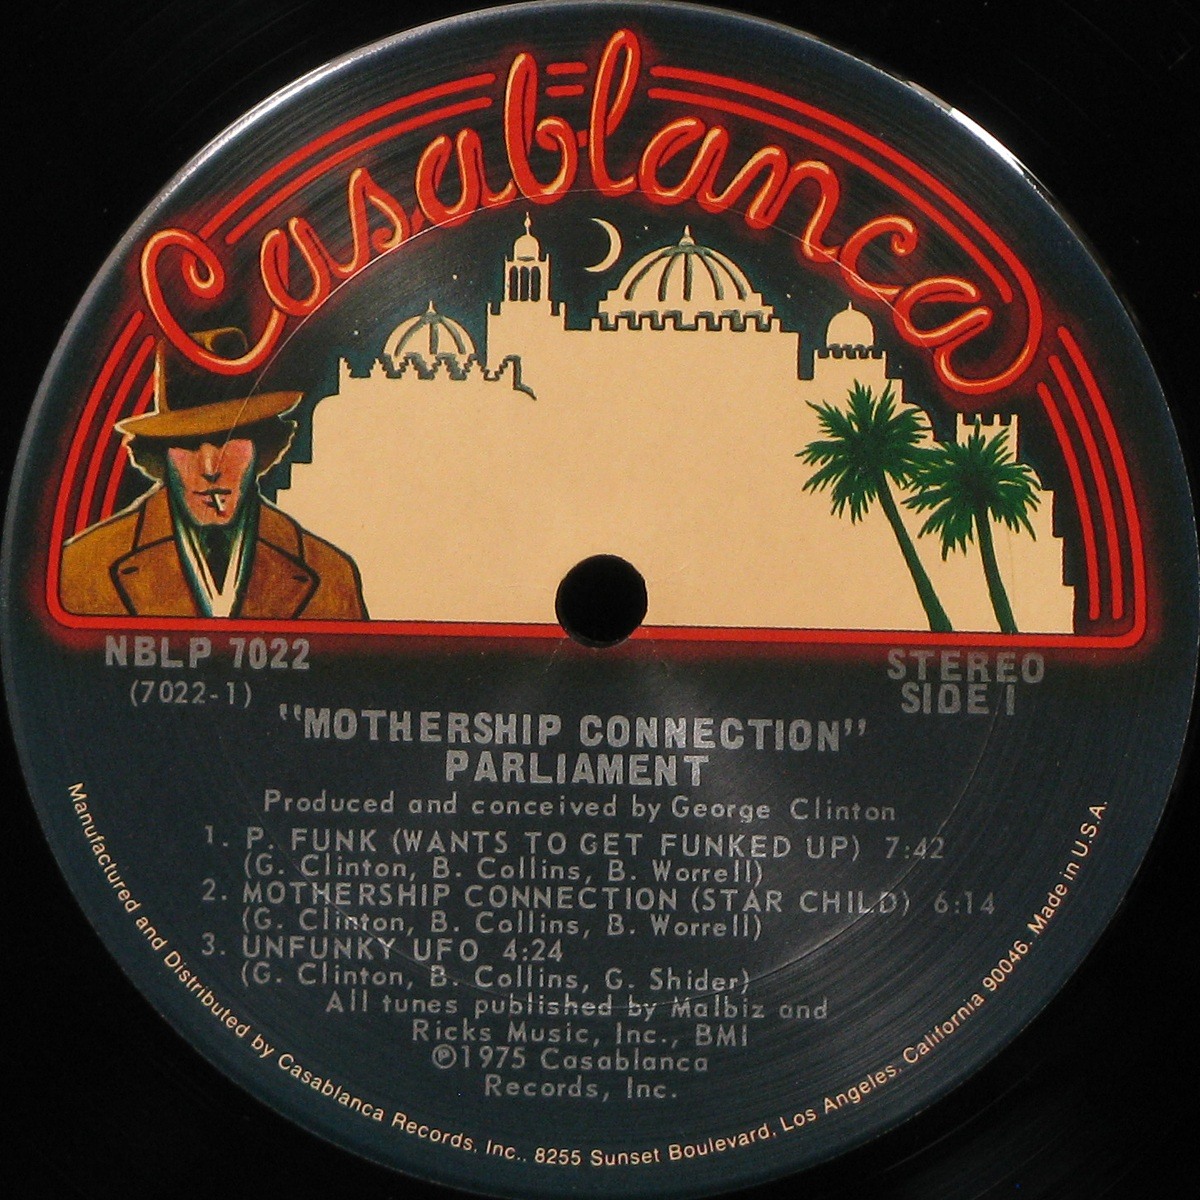 Casablanca
NBLP 7022
(7022-1)
STEREO
SIDE 1
"MOTHERSHIP CONNECTION"
PARLIAMENT
Produced and conceived by George Clinton
1. P. FUNK (WANTS TO GET FUNKED UP) 7:42
(G. Clinton, B. Collins, B. Worrell)
2. MOTHERSHIP CONNECTION (STAR CHILD) 6:14
(G. Clinton, B. Collins, B. Worrell)
3. UNFUNKY UFO 4:24
(G. Clinton, B. Collins, G. Shider)
All tunes published by Malbiz and
Ricks Music, Inc., BMI
℗1975 Casablanca
Records, Inc.
Manufactured and Distributed by Casablanca Records, Inc., 8255 Sunset Boulevard, Los Angeles, California 90046. Made in U.S.A.